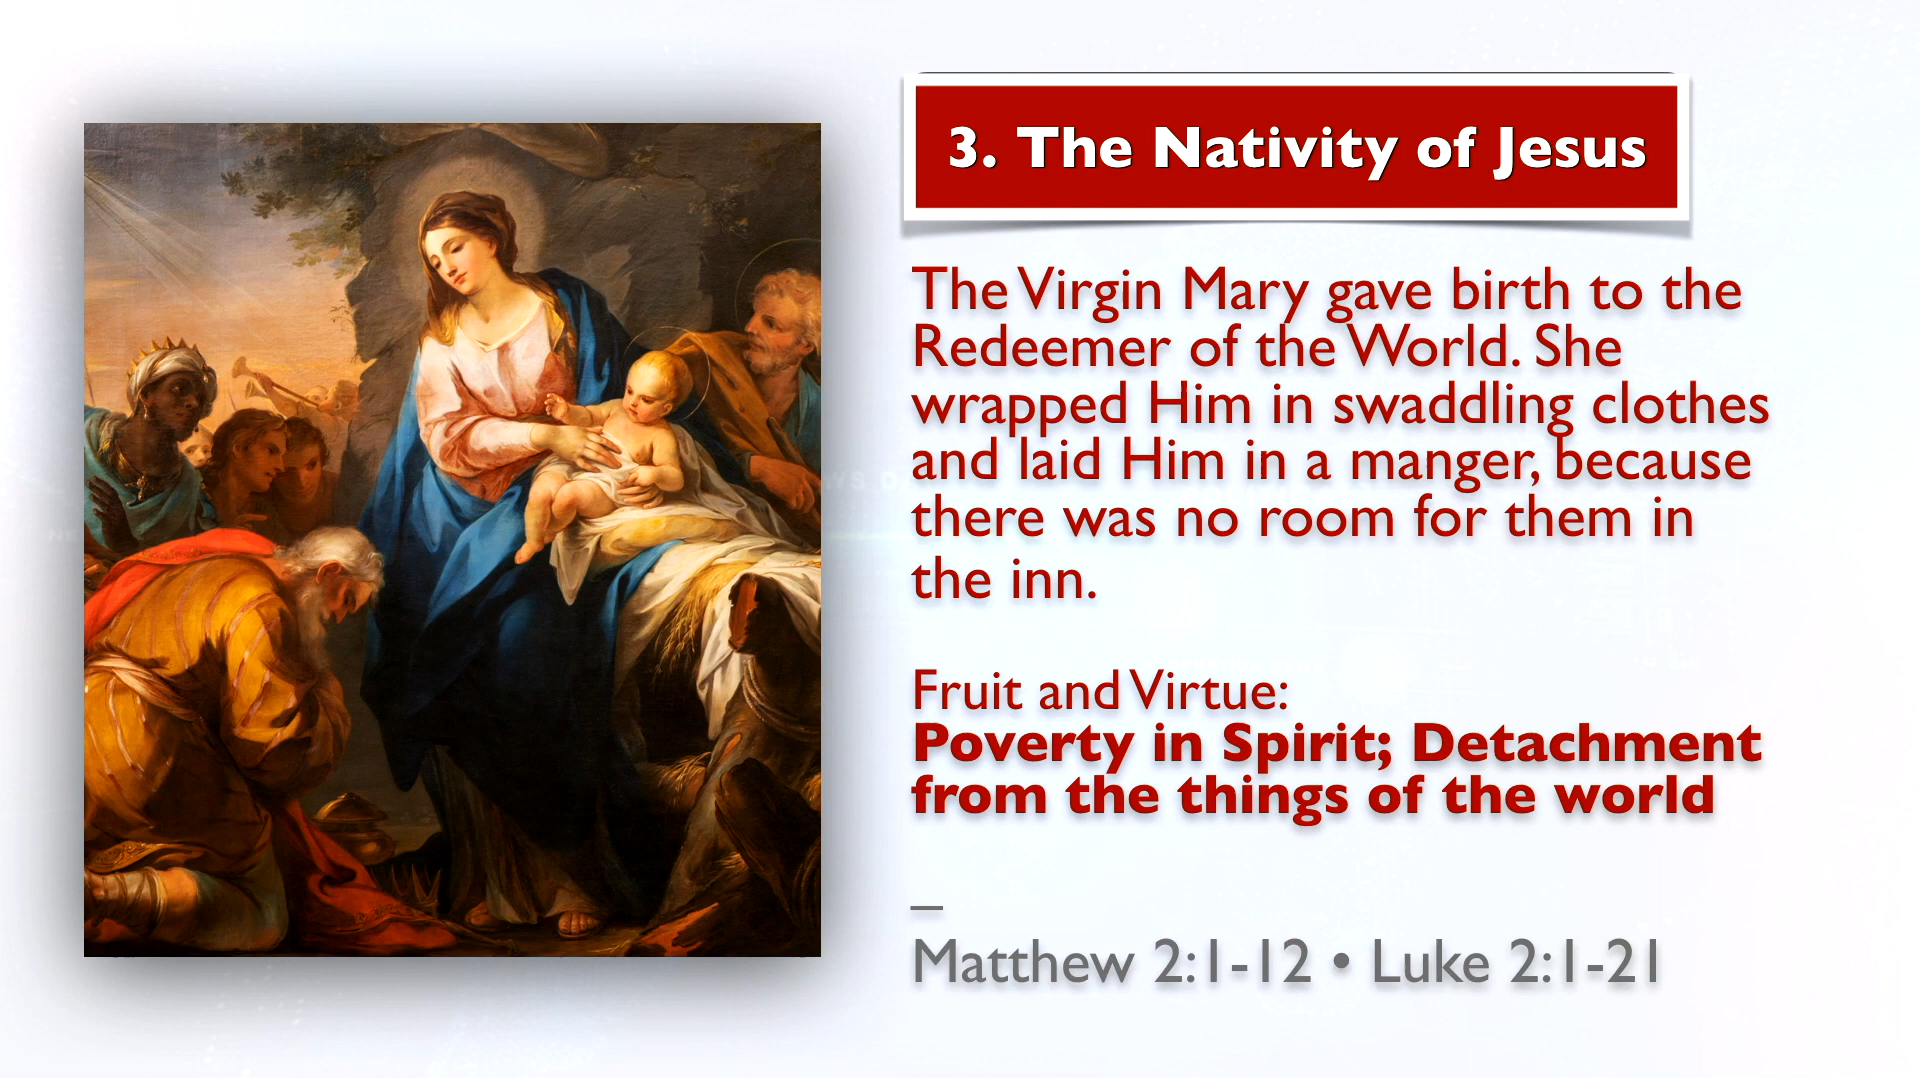 3. The Nativity of Jesus
The Virgin Mary gave birth to the
Redeemer of the World. She
wrapped Him in swaddling clothes
and laid Him in a manger, because
there was no room for them in
the inn.
Fruit and Virtue:
Poverty in Spirit; Detachment
from the things of the world
–
Matthew 2:1-12 • Luke 2:1-21